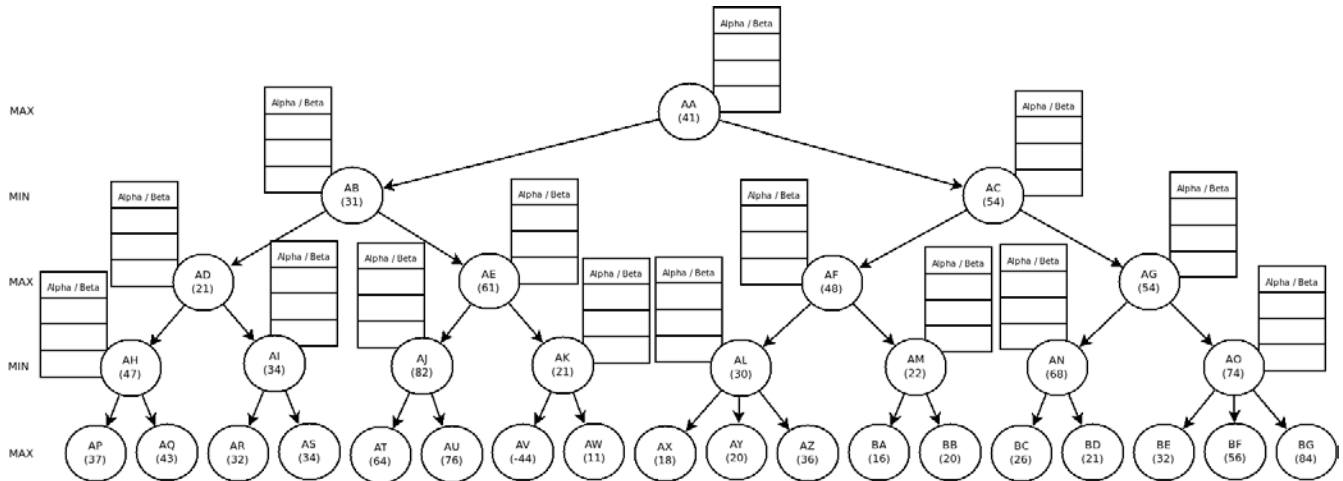 Alpha / Beta
MAX
Alpha / Beta
AA
(41)
Alpha / Beta
MIN
Alpha / Beta
AB
(31)
Alpha / Beta
Alpha / Beta
AC
(54)
Alpha / Beta
MAX
Alpha / Beta
AD
(21)
Alpha / Beta
Alpha / Beta
AE
(61)
Alpha / Beta
Alpha / Beta
AF
(48)
Alpha / Beta
Alpha / Beta
AG
(54)
Alpha / Beta
MIN
AH
(47)
AI
(34)
AJ
(82)
AK
(21)
AL
(30)
AM
(22)
AN
(68)
AO
(74)
MAX
AP
(37)
AQ
(43)
AR
(32)
AS
(34)
AT
(64)
AU
(76)
AV
(-44)
AW
(11)
AX
(18)
AY
(20)
AZ
(36)
BA
(16)
BB
(20)
BC
(26)
BD
(21)
BE
(32)
BF
(56)
BG
(84)